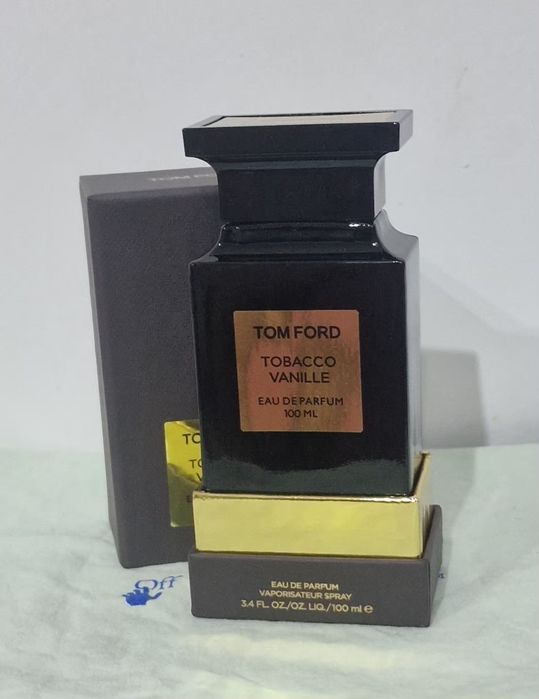 TOM FORD
TOBACCO
VANILLE
EAU DE PARFUM
100 ML
EAU DE PARFUM
VAPORISATEUR SPRAY
3.4 FL. OZ./OZ. LIQ./100 ml ℮
Off